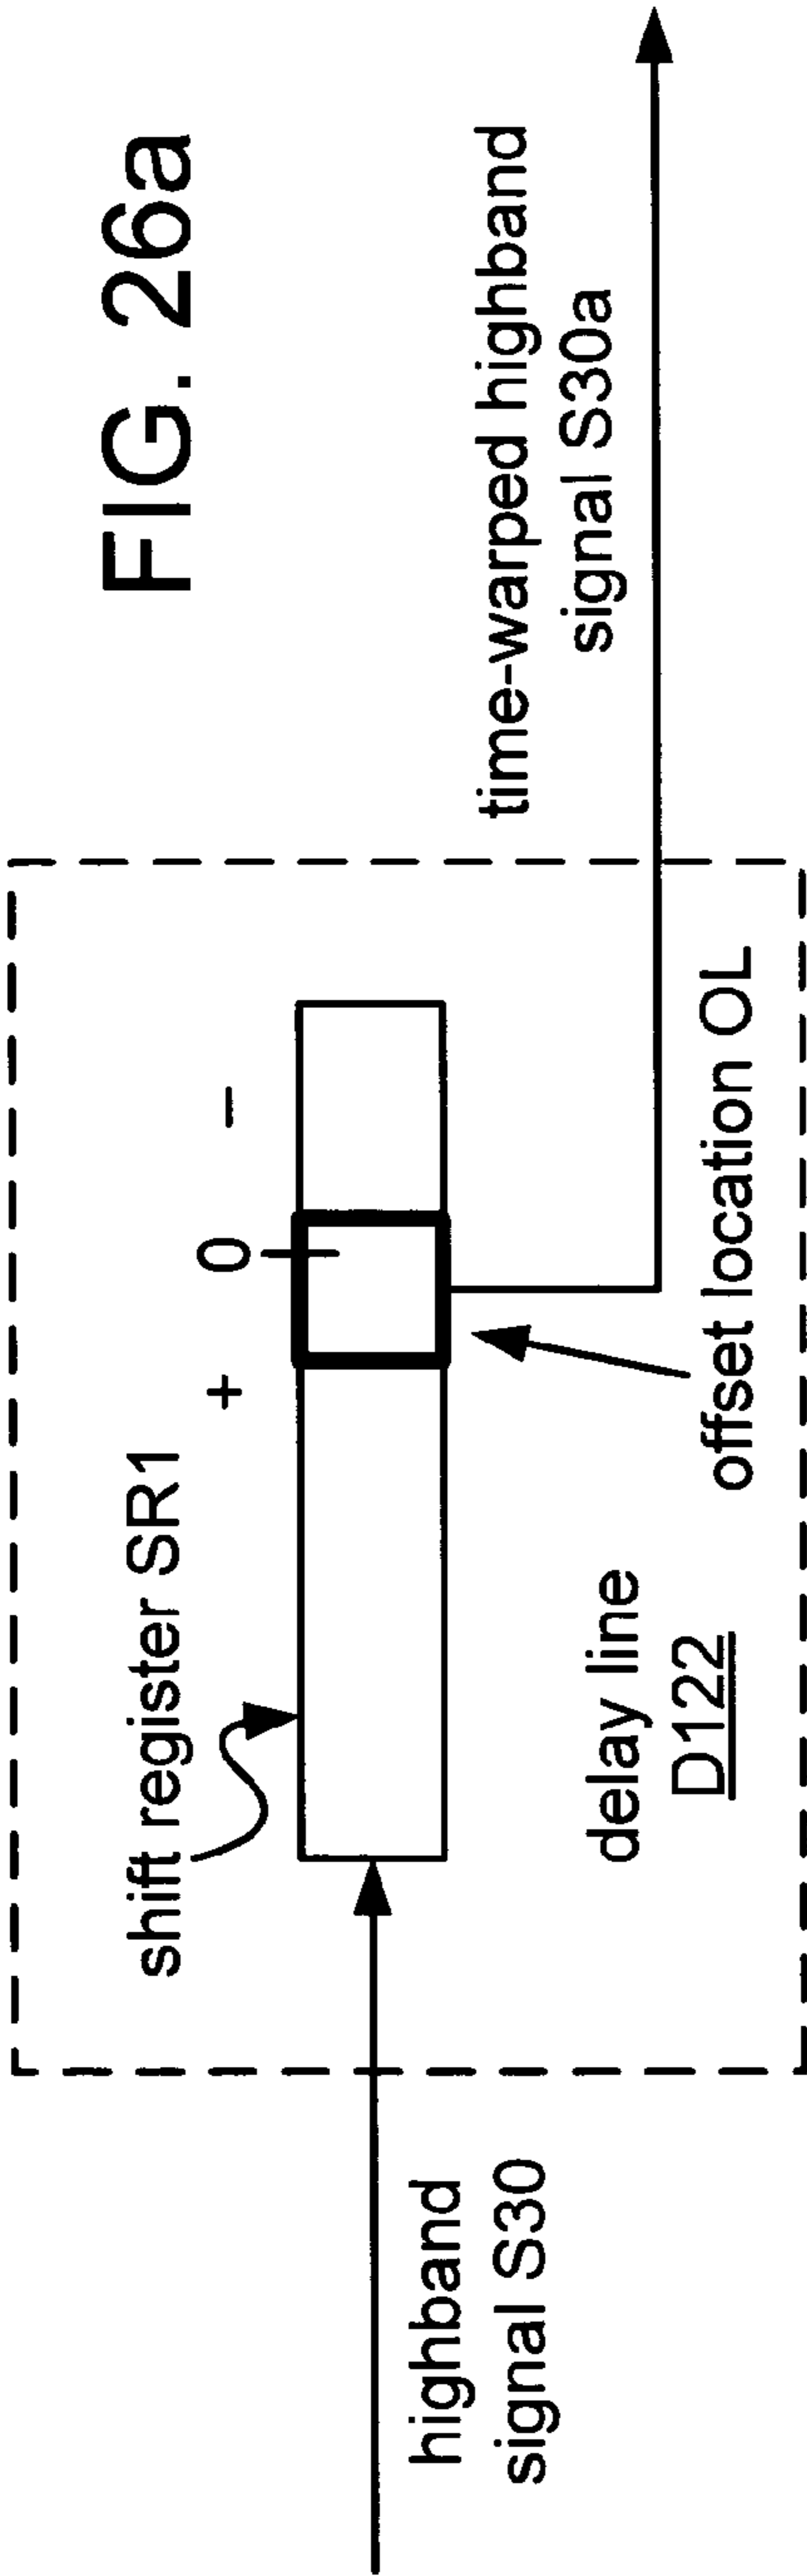 FIG. 26a
shift register SR1
+
0
-
highband
signal S30
time-warped highband
signal S30a
delay line
D122
offset location OL